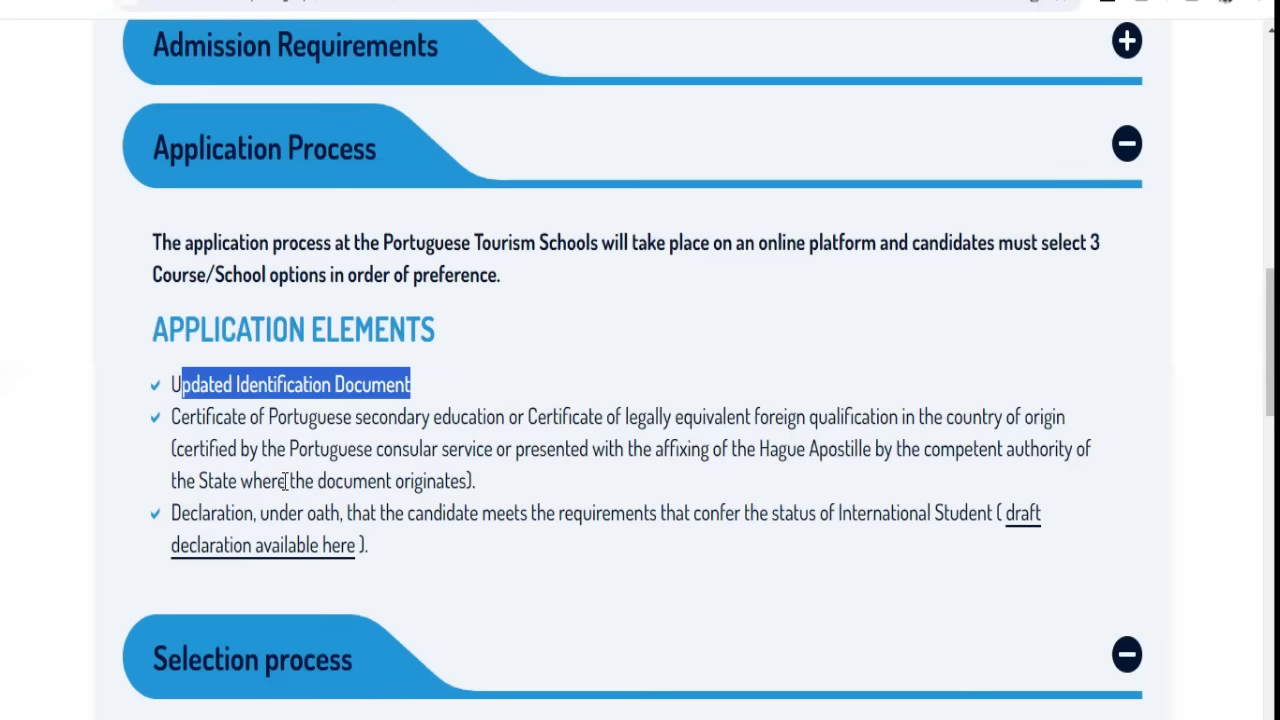 Admission Requirements
Application Process
The application process at the Portuguese Tourism Schools will take place on an online platform and candidates must select 3
Course/School options in order of preference.
APPLICATION ELEMENTS
Updated Identification Document
Certificate of Portuguese secondary education or Certificate of legally equivalent foreign qualification in the country of origin
(certified by the Portuguese consular service or presented with the affixing of the Hague Apostille by the competent authority of
the State where the document originates).
Declaration, under oath, that the candidate meets the requirements that confer the status of International Student ( draft
declaration available here ).
Selection process